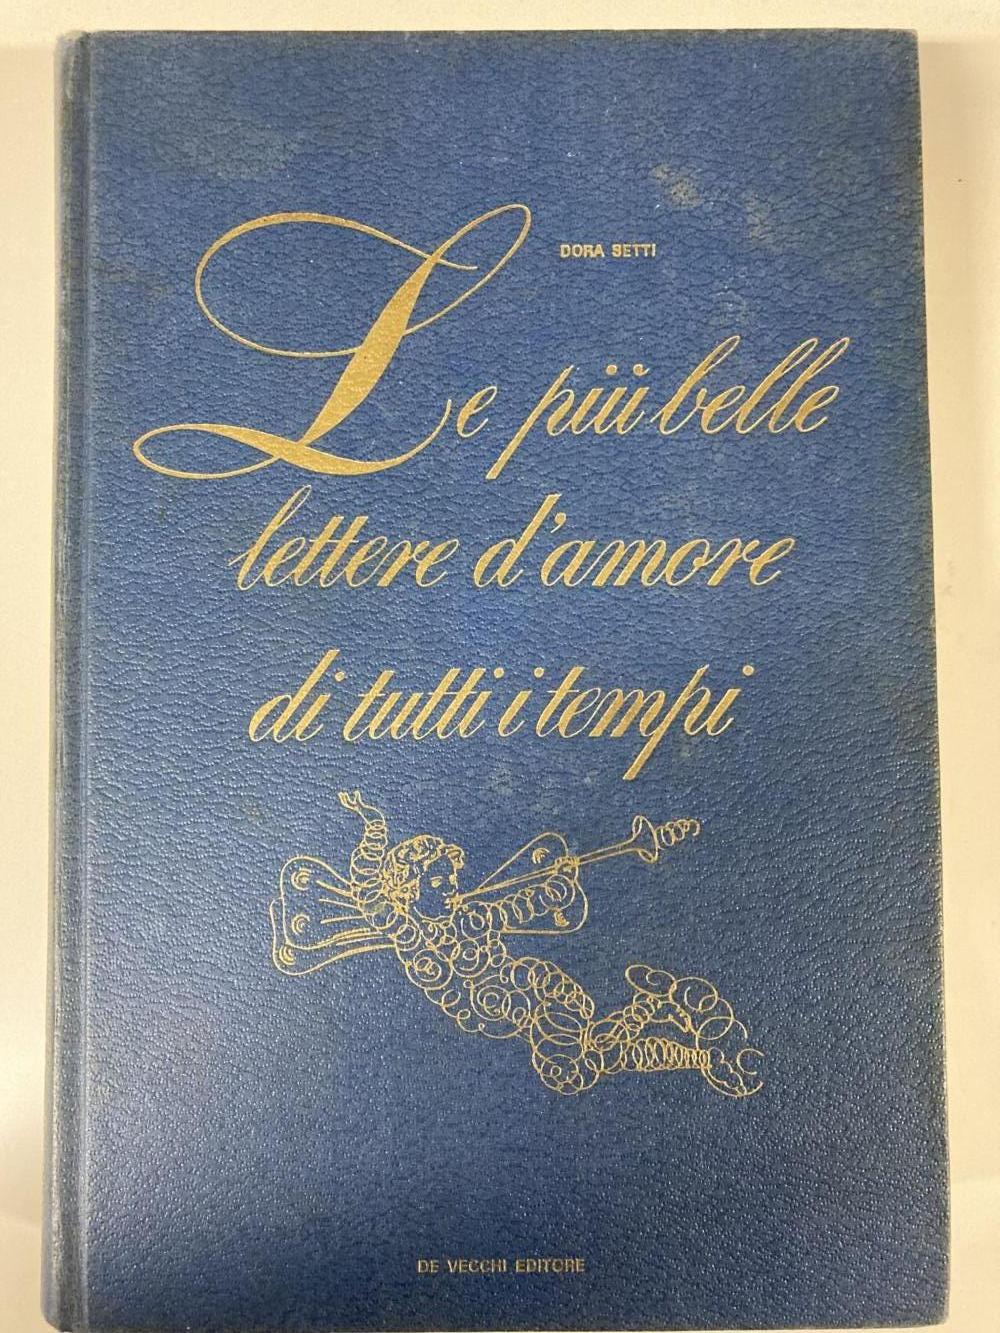 DORA SETTI
Le più belle
lettere d'amore
di tutti i tempi
DE VECCHI EDITORE